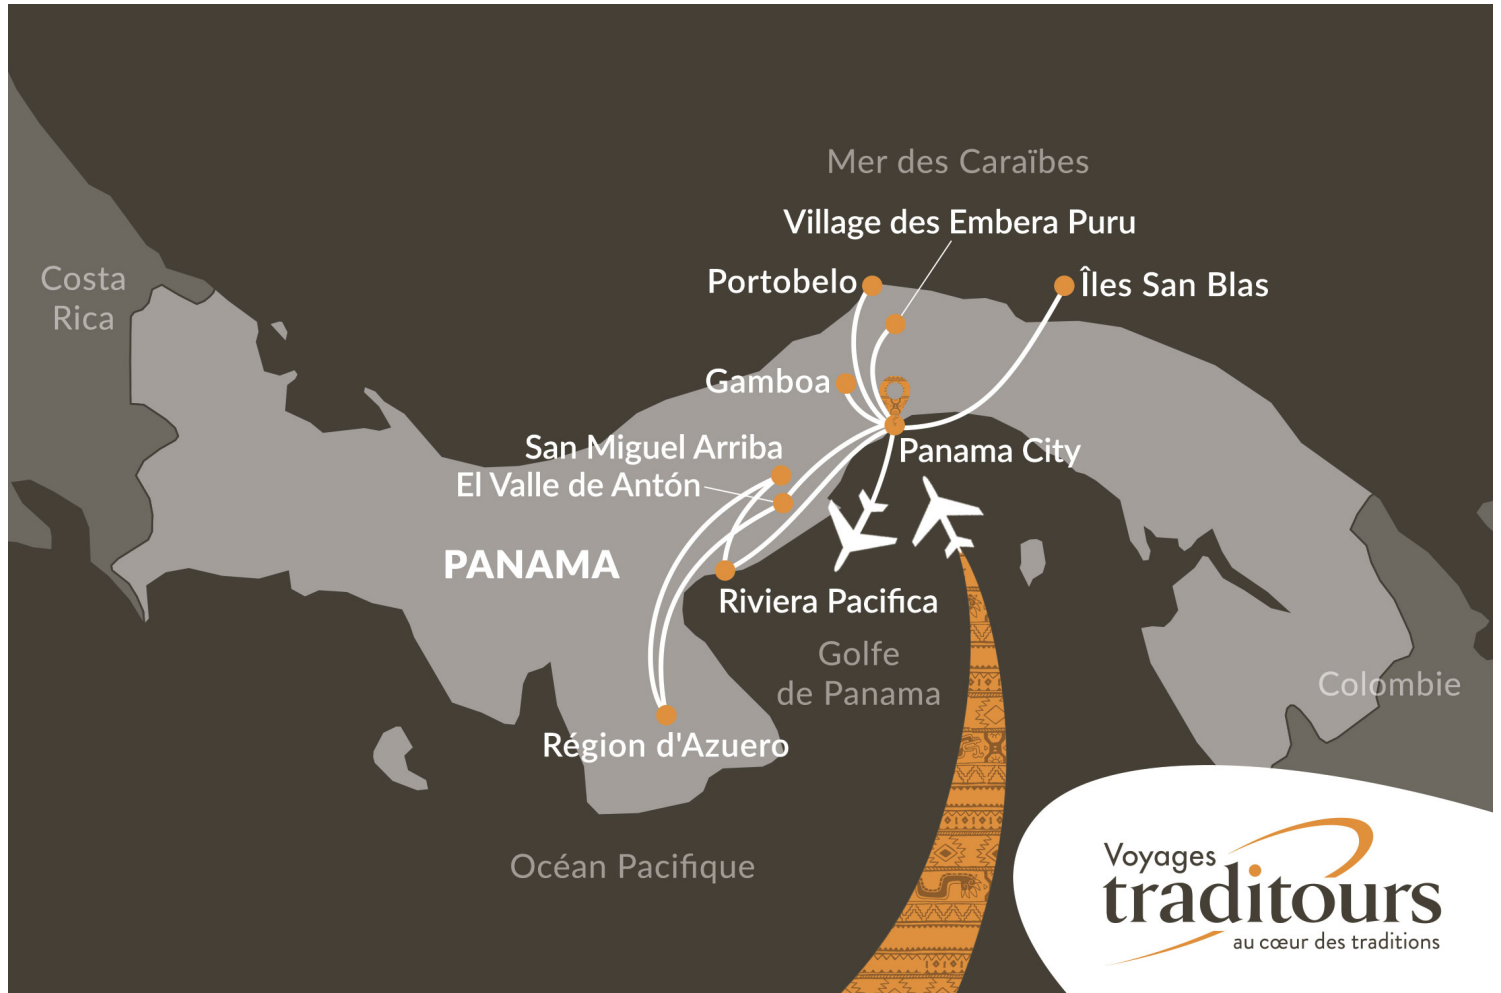 Mer des Caraïbes
Village des Embera Puru
Costa
Rica
Portobelo
Îles San Blas
Gamboa
San Miguel Arriba
Panama City
El Valle de Antón
PANAMA
Riviera Pacifica
Golfe
de Panama
Colombie
Région d'Azuero
Océan Pacifique
Voyages
traditours
au cœur des traditions